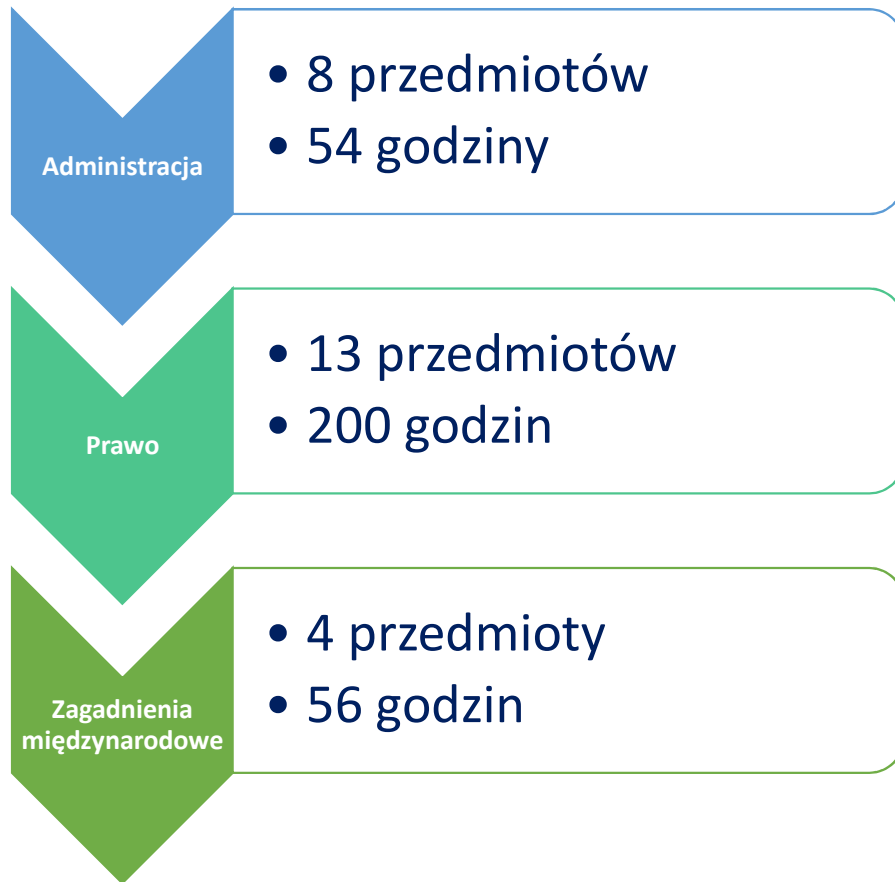 Administracja
• 8 przedmiotów
• 54 godziny
Prawo
• 13 przedmiotów
• 200 godzin
Zagadnienia
międzynarodowe
• 4 przedmioty
• 56 godzin